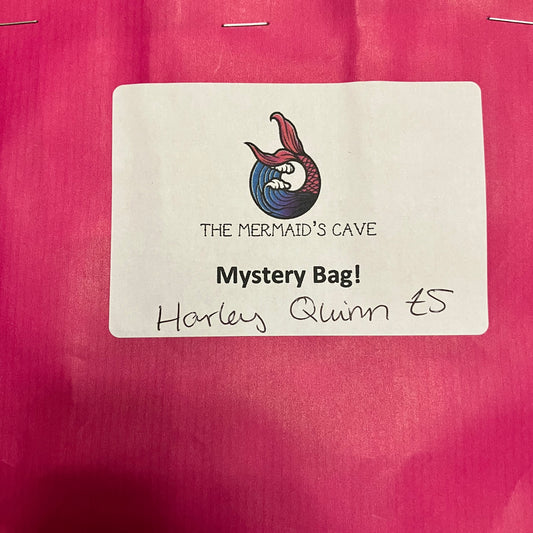 THE MERMAID'S CAVE
Mystery Bag!
Harley Quinn £5